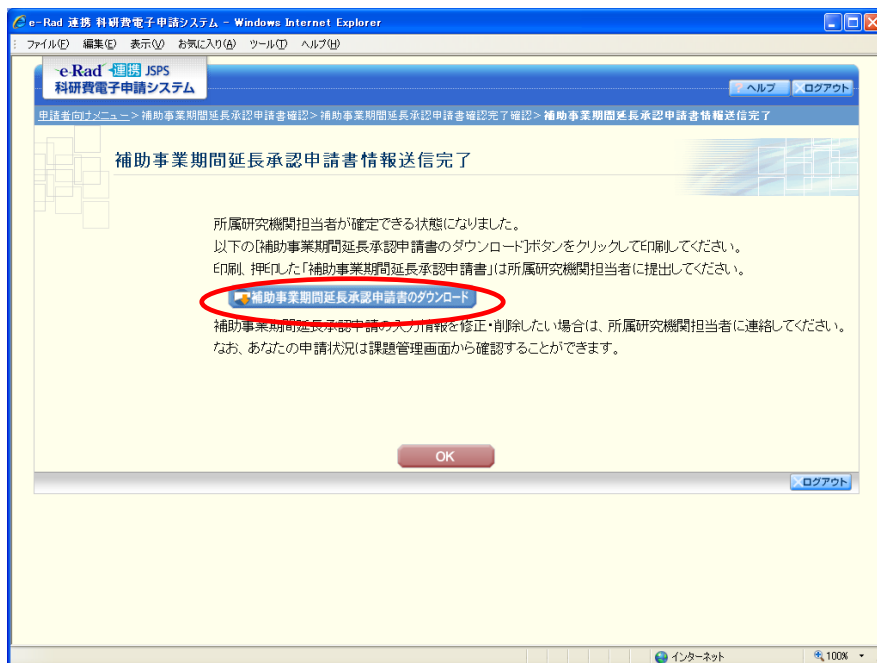 e-Rad 連携 科研費電子申請システム - Windows Internet Explorer
ファイル(F) 編集(E) 表示(V) お気に入り(A) ツール(T) ヘルプ(H)
e-Rad 連携 JSPS
科研費電子申請システム
? ヘルプ ログアウト
申請者向けメニュー>補助事業期間延長承認申請書確認>補助事業期間延長承認申請書確認完了確認>補助事業期間延長承認申請書情報送信完了
補助事業期間延長承認申請書情報送信完了
所属研究機関担当者が確定できる状態になりました。
以下の[補助事業期間延長承認申請書のダウンロード]ボタンをクリックして印刷してください。
印刷、押印した「補助事業期間延長承認申請書」は所属研究機関担当者に提出してください。
補助事業期間延長承認申請書のダウンロード
補助事業期間延長承認申請の入力情報を修正・削除したい場合は、所属研究機関担当者に連絡してください。
なお、あなたの申請状況は課題管理画面から確認することができます。
OK
ログアウト
インターネット 100%